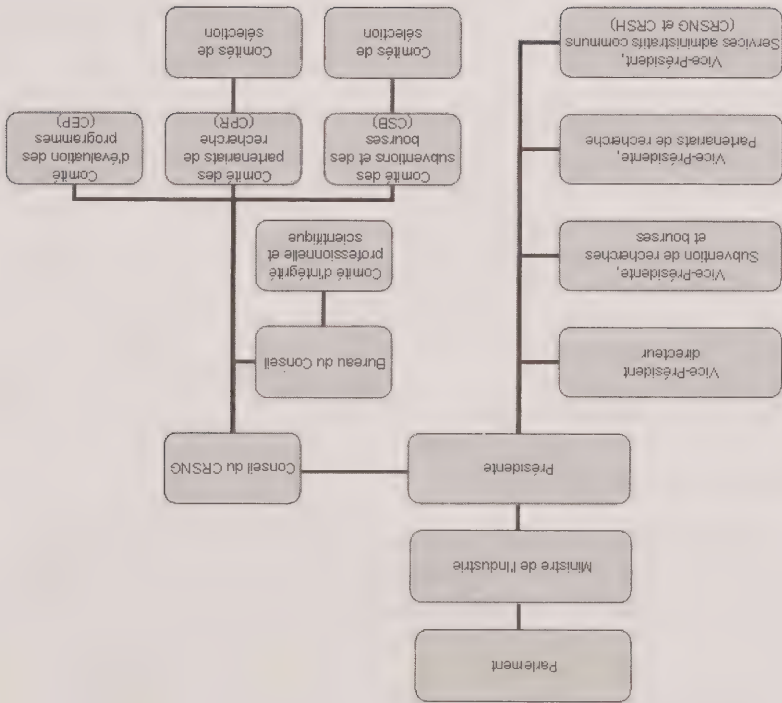 Parlement
Ministre de l'Industrie
Présidente
Conseil du CRSNG
Vice-Président
directeur
Vice-Présidente,
Subvention de recherches
et bourses
Vice-Présidente,
Partenariats de recherche
Vice-Président,
Services administratifs communs
(CRSNG et CRSH)
Bureau du Conseil
Comité d'intégrité
professionnelle et
scientifique
Comité des
subventions et des
bourses
(CSB)
Comité des
partenariats de
recherche
(CPR)
Comité
d'évaluation des
programmes
(CEP)
Comités de
sélection
Comités de
sélection